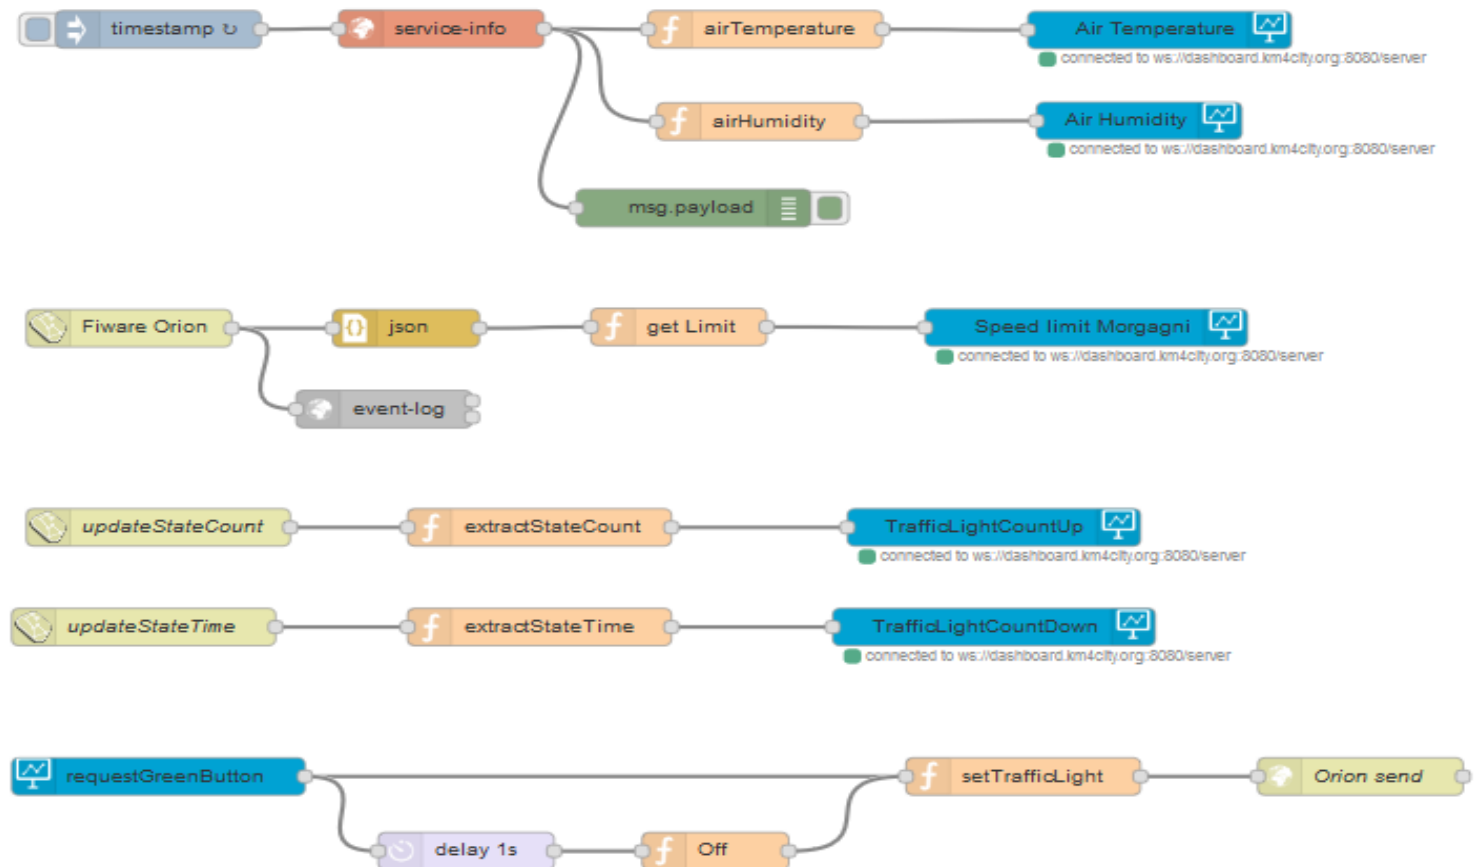 timestamp ↻
service-info
airTemperature
Air Temperature
connected to ws://dashboard.km4city.org:8080/server
airHumidity
Air Humidity
connected to ws://dashboard.km4city.org:8080/server
msg.payload
Fiware Orion
json
get Limit
Speed limit Morgagni
connected to ws://dashboard.km4city.org:8080/server
event-log
updateStateCount
extractStateCount
TrafficLightCountUp
connected to ws://dashboard.km4city.org:8080/server
updateStateTime
extractStateTime
TrafficLightCountDown
connected to ws://dashboard.km4city.org:8080/server
requestGreenButton
setTrafficLight
Orion send
delay 1s
Off